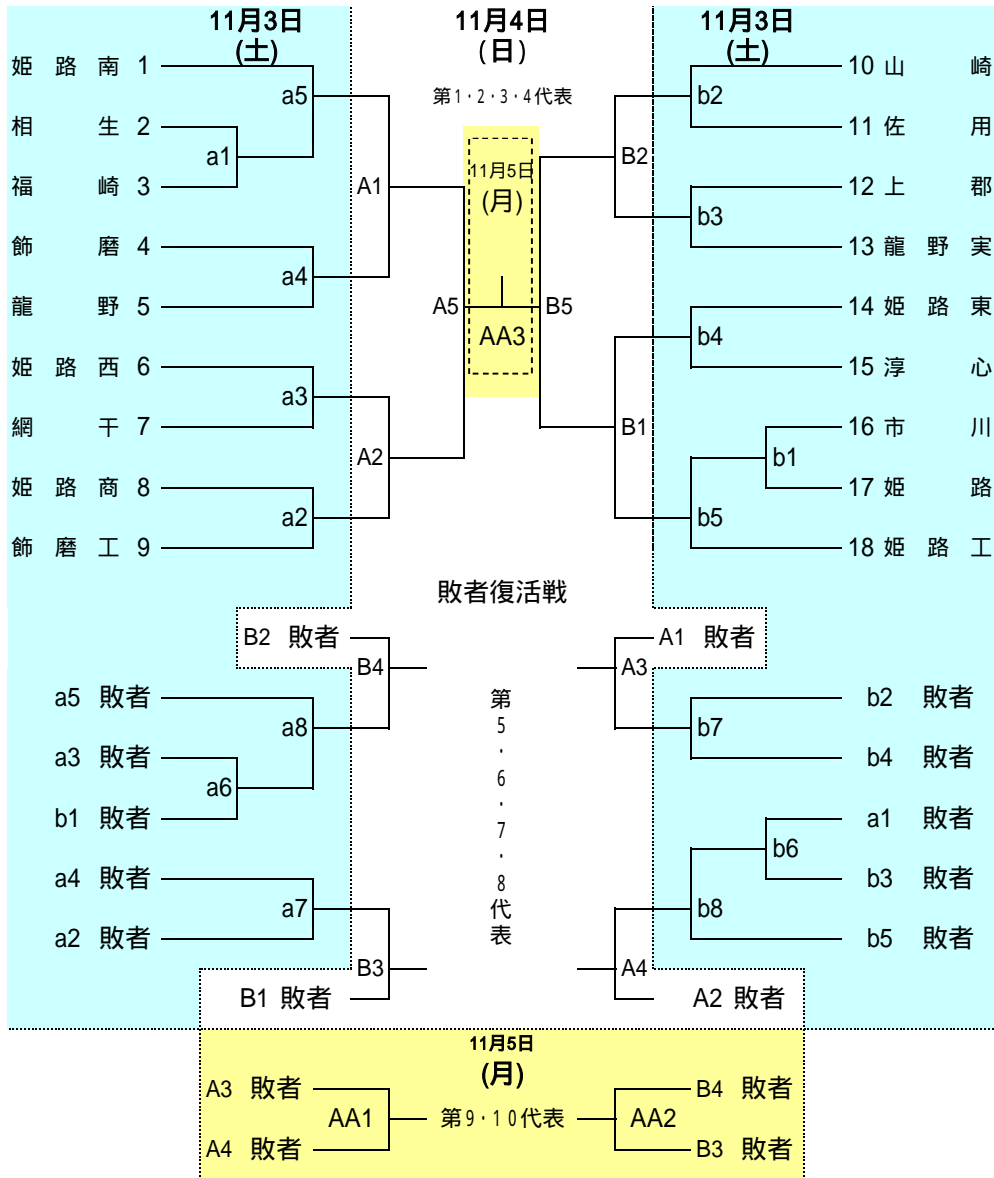 11月3日
(土)
11月4日
(日)
11月3日
(土)
第1・2・3・4代表
11月5日
(月)
姫路南 1
相生 2
福崎 3
飾磨 4
龍野 5
姫路西 6
網干 7
姫路商 8
飾磨工 9
a5
a1
a4
a3
a2
A1
A2
A5
AA3
B5
B2
B1
b2
b3
b4
b1
b5
10 山崎
11 佐用
12 上郡
13 龍野実
14 姫路東
15 淳心
16 市川
17 姫路
18 姫路工
敗者復活戦
B2 敗者
B4
a5 敗者
a8
a3 敗者
a6
b1 敗者
a4 敗者
a7
a2 敗者
B3
B1 敗者
第5・6・7・8代表
A1 敗者
A3
b2 敗者
b7
b4 敗者
a1 敗者
b6
b3 敗者
b8
b5 敗者
A4
A2 敗者
11月5日
(月)
A3 敗者
AA1
A4 敗者
第9・10代表
B4 敗者
AA2
B3 敗者